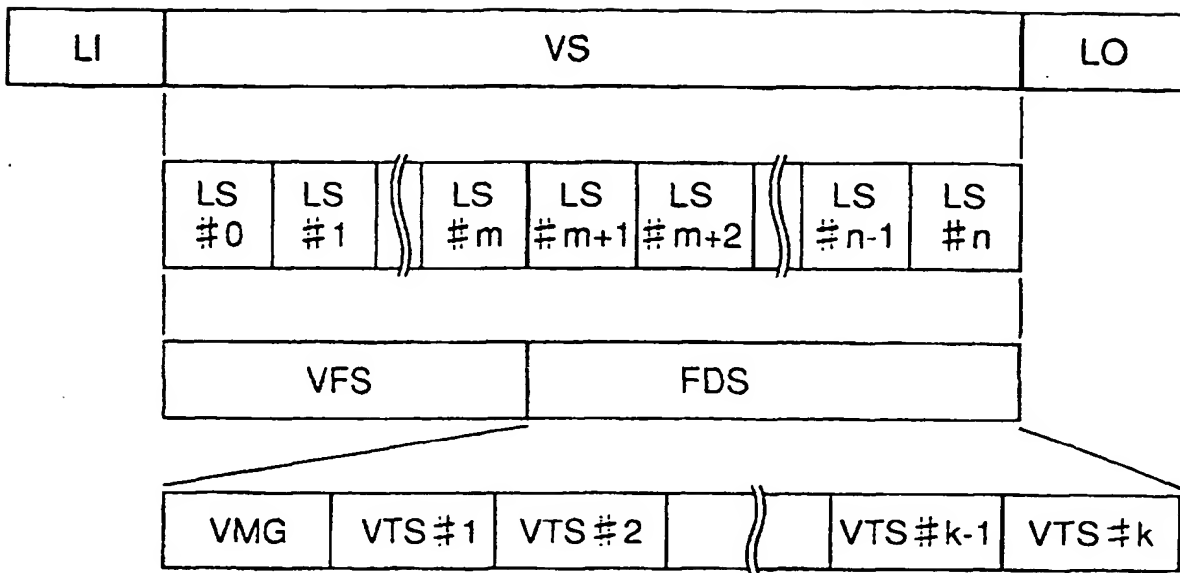 LI VS LO
LS LS LS LS LS LS LS
#0 #1 #m #m+1 #m+2 #n-1 #n
VFS FDS
VMG VTS#1 VTS#2 VTS#k-1 VTS#k